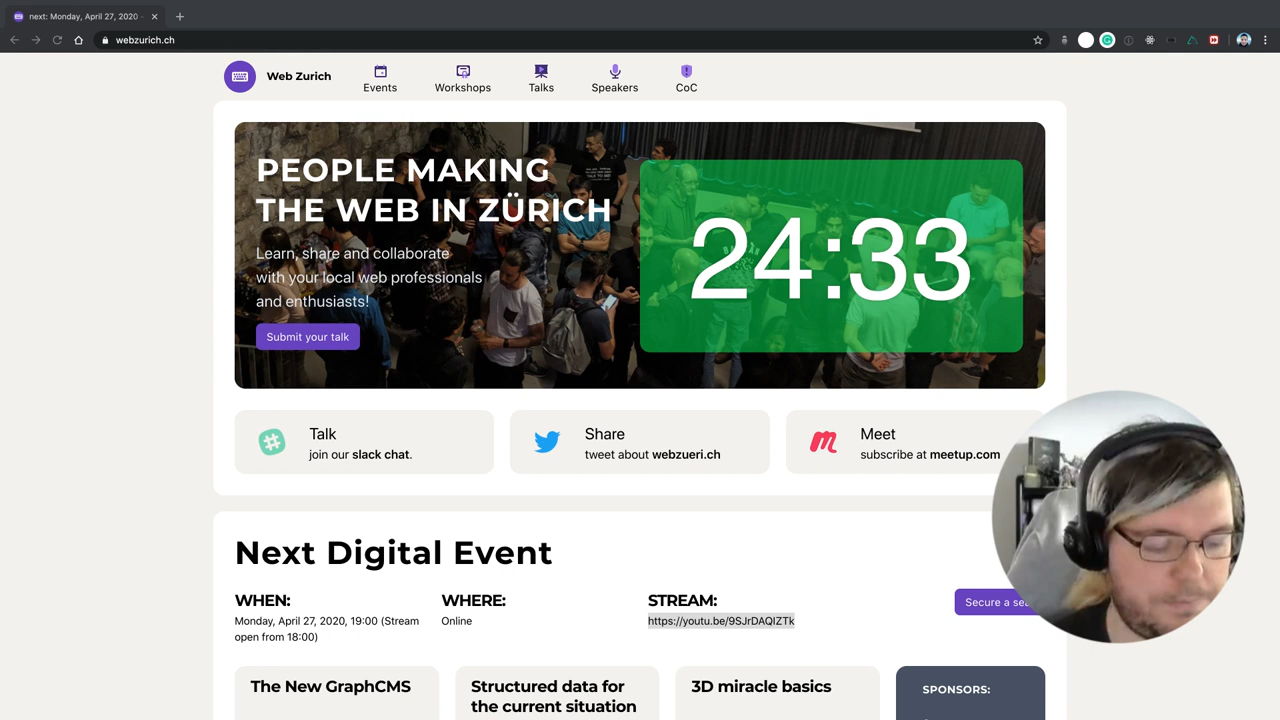 next: Monday, April 27, 2020 -
webzurich.ch
Web Zurich
Events
Workshops
Talks
Speakers
CoC
PEOPLE MAKING
THE WEB IN ZÜRICH
Learn, share and collaborate
with your local web professionals
and enthusiasts!
Submit your talk
24:33
Talk
join our slack chat.
Share
tweet about webzueri.ch
Meet
subscribe at meetup.com
Next Digital Event
WHEN:
Monday, April 27, 2020, 19:00 (Stream
open from 18:00)
WHERE:
Online
STREAM:
https://youtu.be/9SJrDAQIZTk
Secure a sea
The New GraphCMS
Structured data for
the current situation
3D miracle basics
SPONSORS: